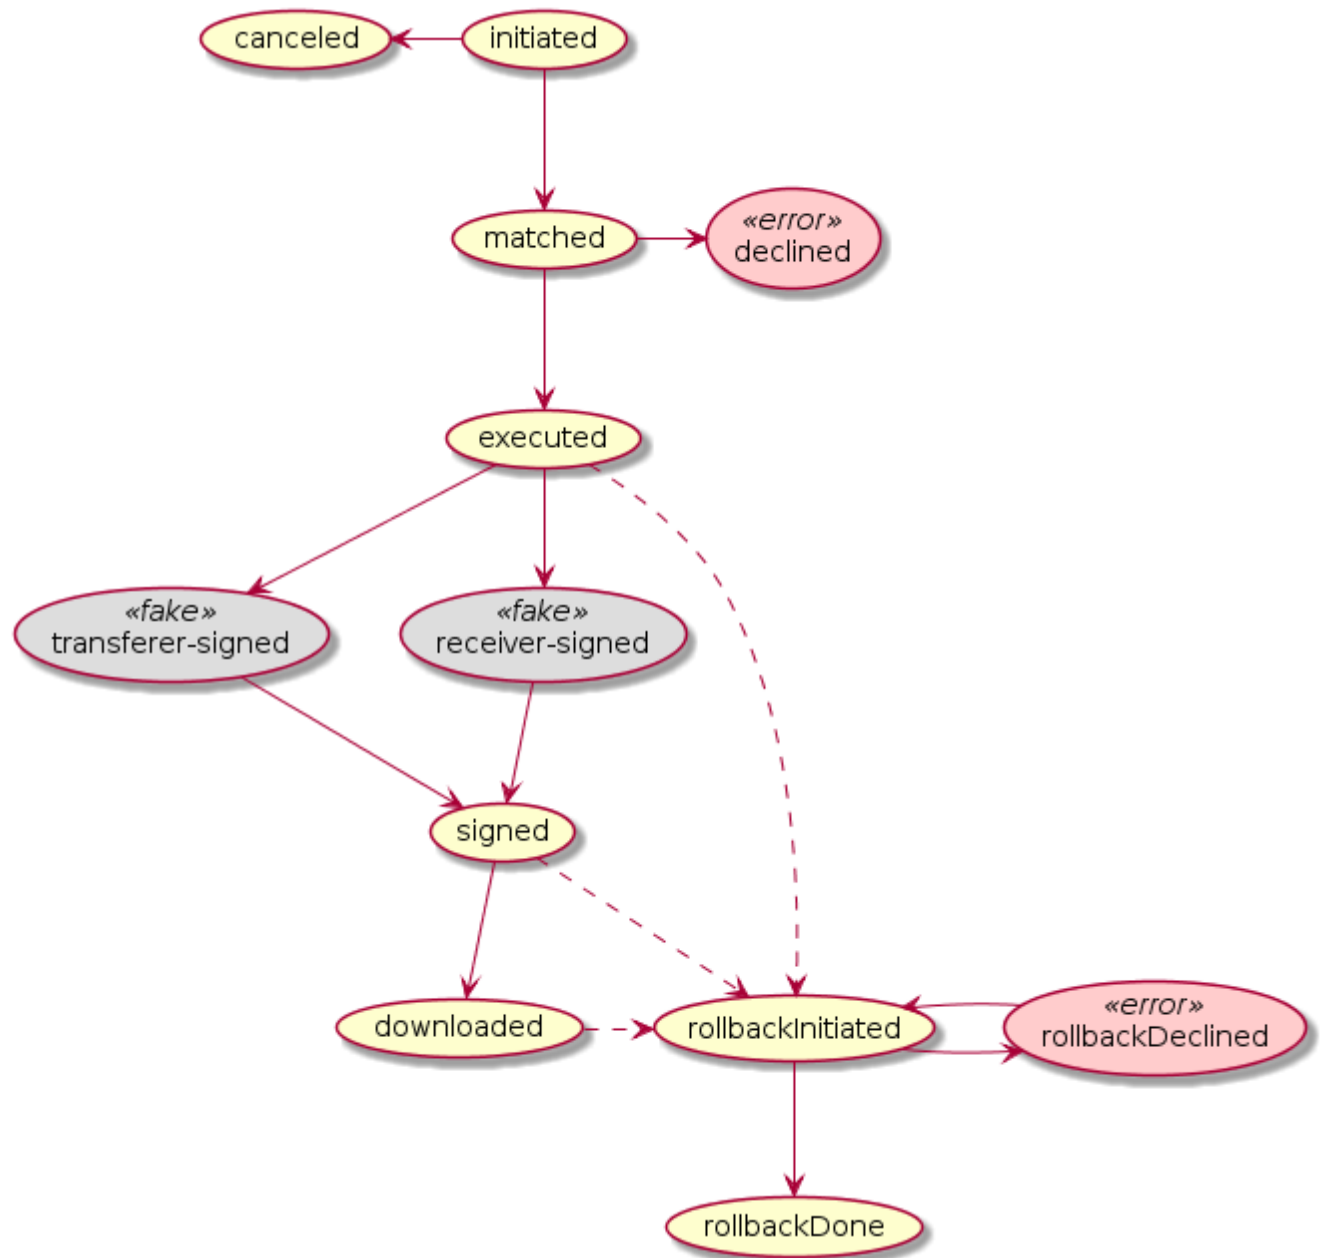 canceled
initiated
matched
«error»
declined
executed
«fake»
transferer-signed
«fake»
receiver-signed
signed
downloaded
rollbackInitiated
«error»
rollbackDeclined
rollbackDone